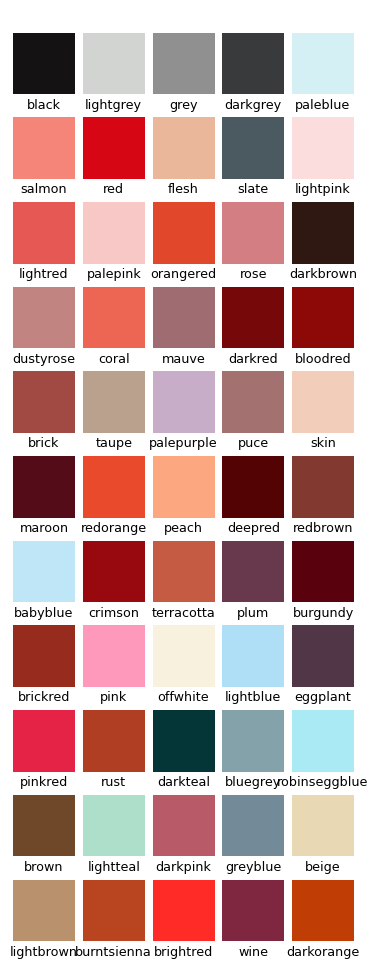 black lightgrey grey darkgrey paleblue
salmon red flesh slate lightpink
lightred palepink orangered rose darkbrown
dustyrose coral mauve darkred bloodred
brick taupe palepurple puce skin
maroon redorange peach deepred redbrown
babyblue crimson terracotta plum burgundy
brickred pink offwhite lightblue eggplant
pinkred rust darkteal bluegrey robinseggblue
brown lightteal darkpink greyblue beige
lightbrown burntsienna brightred wine darkorange